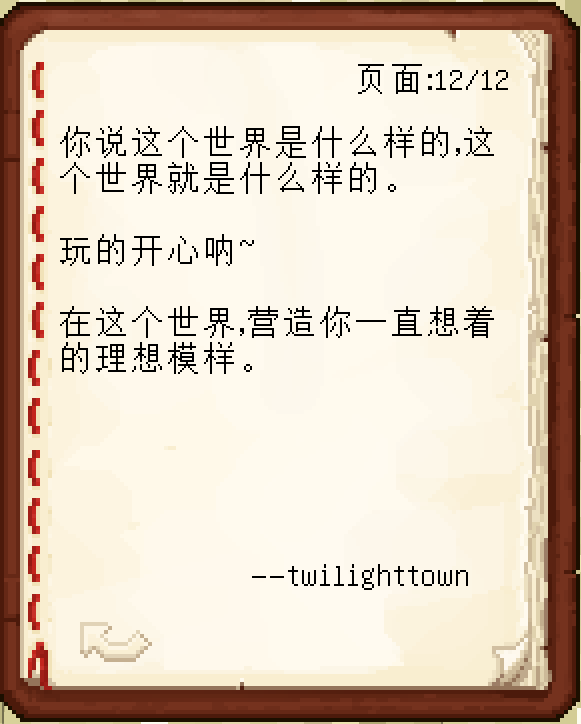 页面:12/12
你说这个世界是什么样的,这
个世界就是什么样的。
玩的开心呐~
在这个世界,营造你一直想着
的理想模样。
--twilighttown